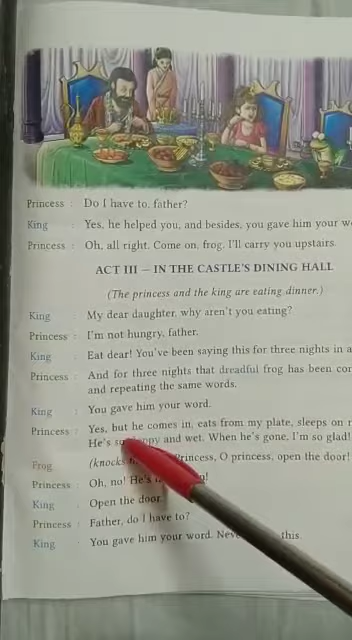 Princess : Do I have to, father?
King : Yes, he helped you, and besides, you gave him your
Princess : Oh, all right. Come on, frog, I'll carry you upstairs.
ACT III – IN THE CASTLE'S DINING HALL
(The princess and the king are eating dinner.)
King : My dear daughter, why aren't you eating?
Princess : I'm not hungry, father.
King : Eat dear! You've been saying this for three nights in a
Princess : And for three nights that dreadful frog has been
and repeating the same words.
King : You gave him your word.
Princess : Yes, but he comes in, eats from my plate, sleeps on
He's and wet. When he's gone, I'm so glad!
Frog : (knocks Princess, O princess, open the door!
Princess : Oh, no! He's
King : Open the door.
Princess : Father, do I have to?
King : You gave him your word. this.